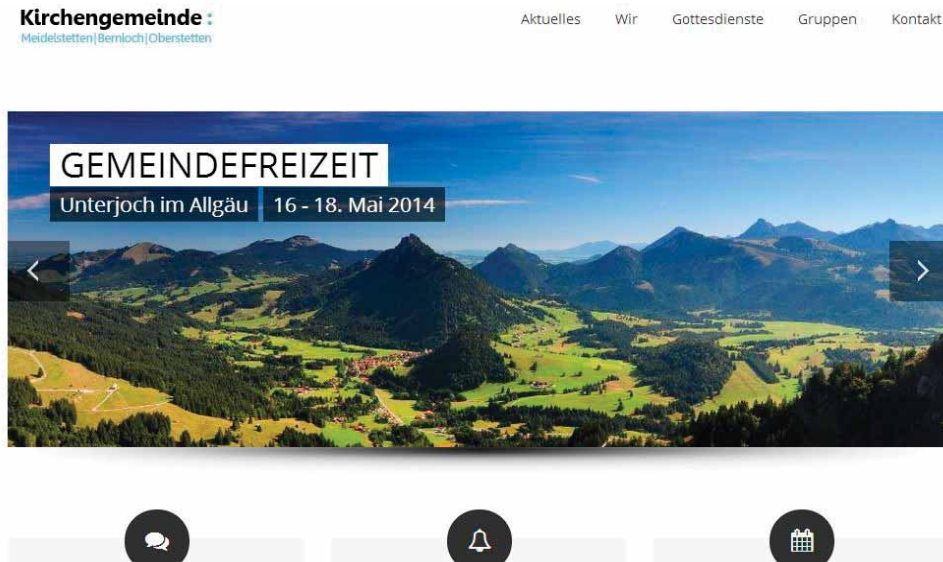 Kirchengemeinde:
Meidelstetten|Bernloch|Oberstetten
Aktuelles Wir Gottesdienste Gruppen Kontakt
GEMEINDEFREIZEIT
Unterjoch im Allgäu 16 - 18. Mai 2014